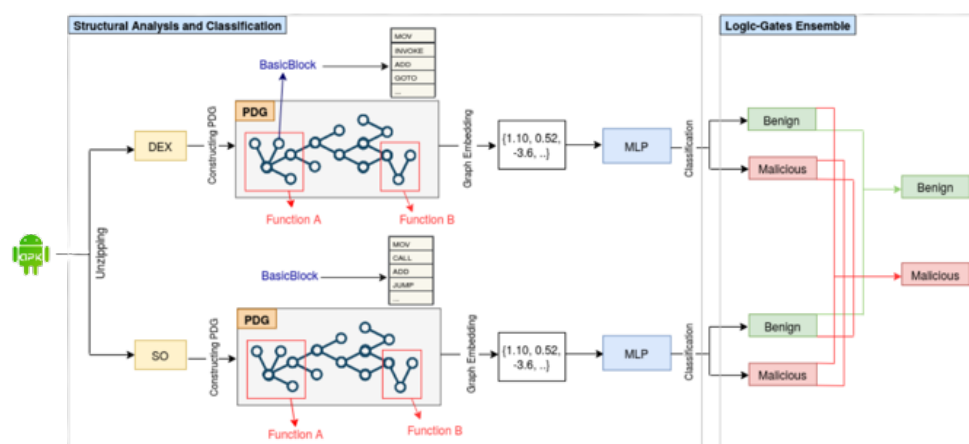 Structural Analysis and Classification
Logic-Gates Ensemble
MOV
INVOKE
ADD
GOTO
...
BasicBlock
PDG
DEX
Constructing PDG
Graph Embedding
{1.10, 0.52,
-3.6, ..}
MLP
Classification
Benign
Malicious
Function A
Function B
Benign
APK
Unzipping
Malicious
MOV
CALL
ADD
JUMP
...
BasicBlock
PDG
SO
Constructing PDG
Graph Embedding
{1.10, 0.52,
-3.6, ..}
MLP
Classification
Benign
Malicious
Function A
Function B